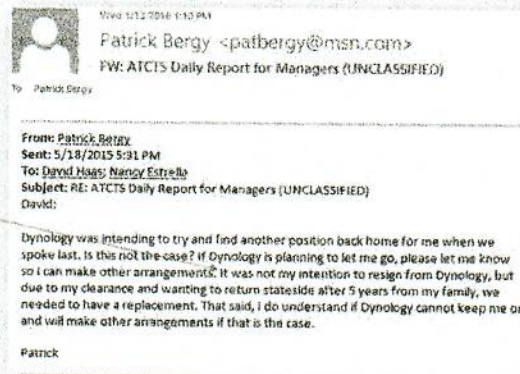 Wed 1/13/2016 1:10 PM
Patrick Bergy <patbergy@msn.com>
FW: ATCTS Daily Report for Managers (UNCLASSIFIED)
To Patrick Bergy
From: Patrick Bergy
Sent: 5/18/2015 5:31 PM
To: David Haas; Nancy Estrella
Subject: RE: ATCTS Daily Report for Managers (UNCLASSIFIED)
David:
Dynology was intending to try and find another position back home for me when we
spoke last. Is this not the case? If Dynology is planning to let me go, please let me know
so I can make other arrangements. It was not my intention to resign from Dynology, but
due to my clearance and wanting to return stateside after 5 years from my family, we
needed to have a replacement. That said, I do understand if Dynology cannot keep me on
and will make other arrangements if that is the case.
Patrick